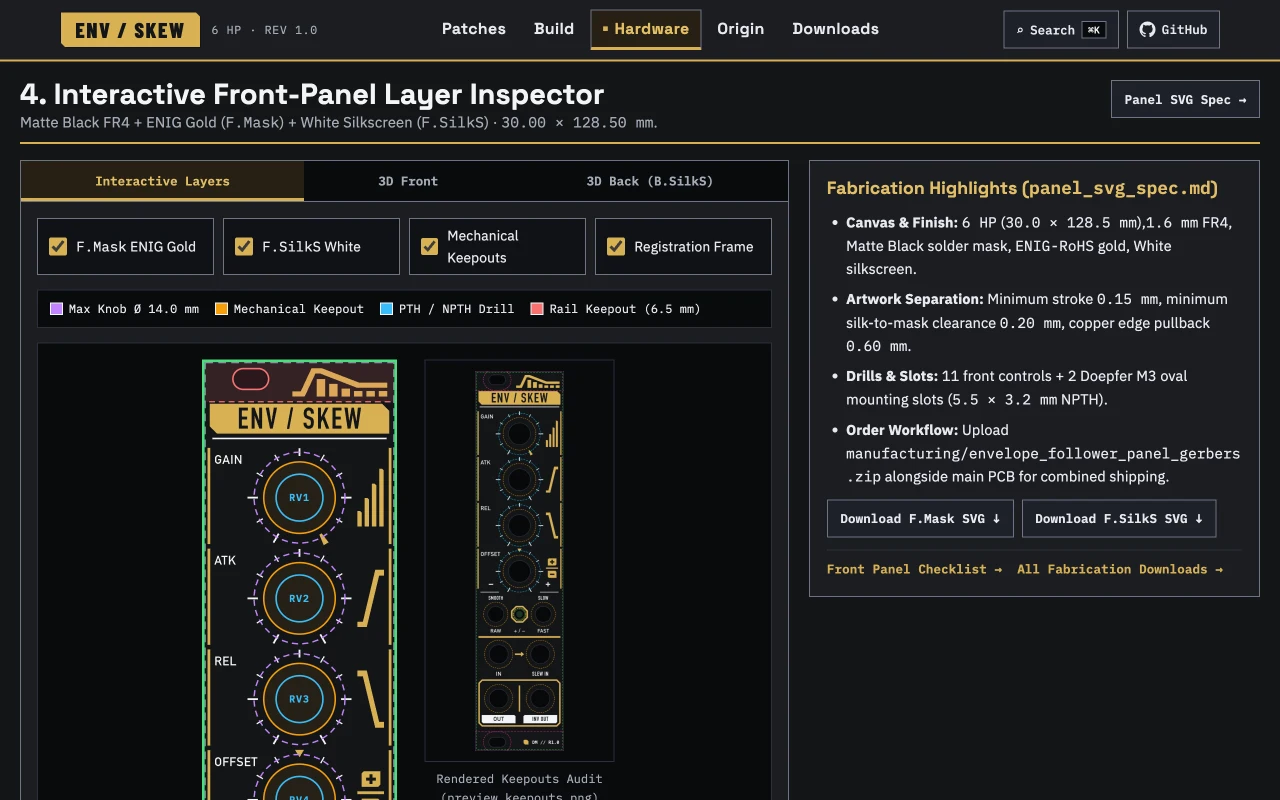 ENV / SKEW
6 HP · REV 1.0
Patches
Build
Hardware
Origin
Downloads
Search ⌘K
GitHub
4. Interactive Front-Panel Layer Inspector
Matte Black FR4 + ENIG Gold (F.Mask) + White Silkscreen (F.SilkS) · 30.00 × 128.50 mm.
Panel SVG Spec →
Interactive Layers
3D Front
3D Back (B.SilkS)
F.Mask ENIG Gold
F.SilkS White
Mechanical
Keepouts
Registration Frame
Max Knob Ø 14.0 mm
Mechanical Keepout
PTH / NPTH Drill
Rail Keepout (6.5 mm)
ENV / SKEW
GAIN
RV1
ATK
RV2
REL
RV3
OFFSET
RV4
ENV / SKEW
GAIN
ATK
REL
OFFSET
SMOOTH
SLOW
RAW
+/-
FAST
IN
SLEW IN
OUT
INV OUT
DM // R1.0
Rendered Keepouts Audit
(preview_keepouts.png)
Fabrication Highlights (panel_svg_spec.md)
• Canvas & Finish: 6 HP (30.0 × 128.5 mm),1.6 mm FR4,
Matte Black solder mask, ENIG-RoHS gold, White
silkscreen.
• Artwork Separation: Minimum stroke 0.15 mm, minimum
silk-to-mask clearance 0.20 mm, copper edge pullback
0.60 mm.
• Drills & Slots: 11 front controls + 2 Doepfer M3 oval
mounting slots (5.5 × 3.2 mm NPTH).
• Order Workflow: Upload
manufacturing/envelope_follower_panel_gerbers
.zip alongside main PCB for combined shipping.
Download F.Mask SVG ↓
Download F.SilkS SVG ↓
Front Panel Checklist →
All Fabrication Downloads →